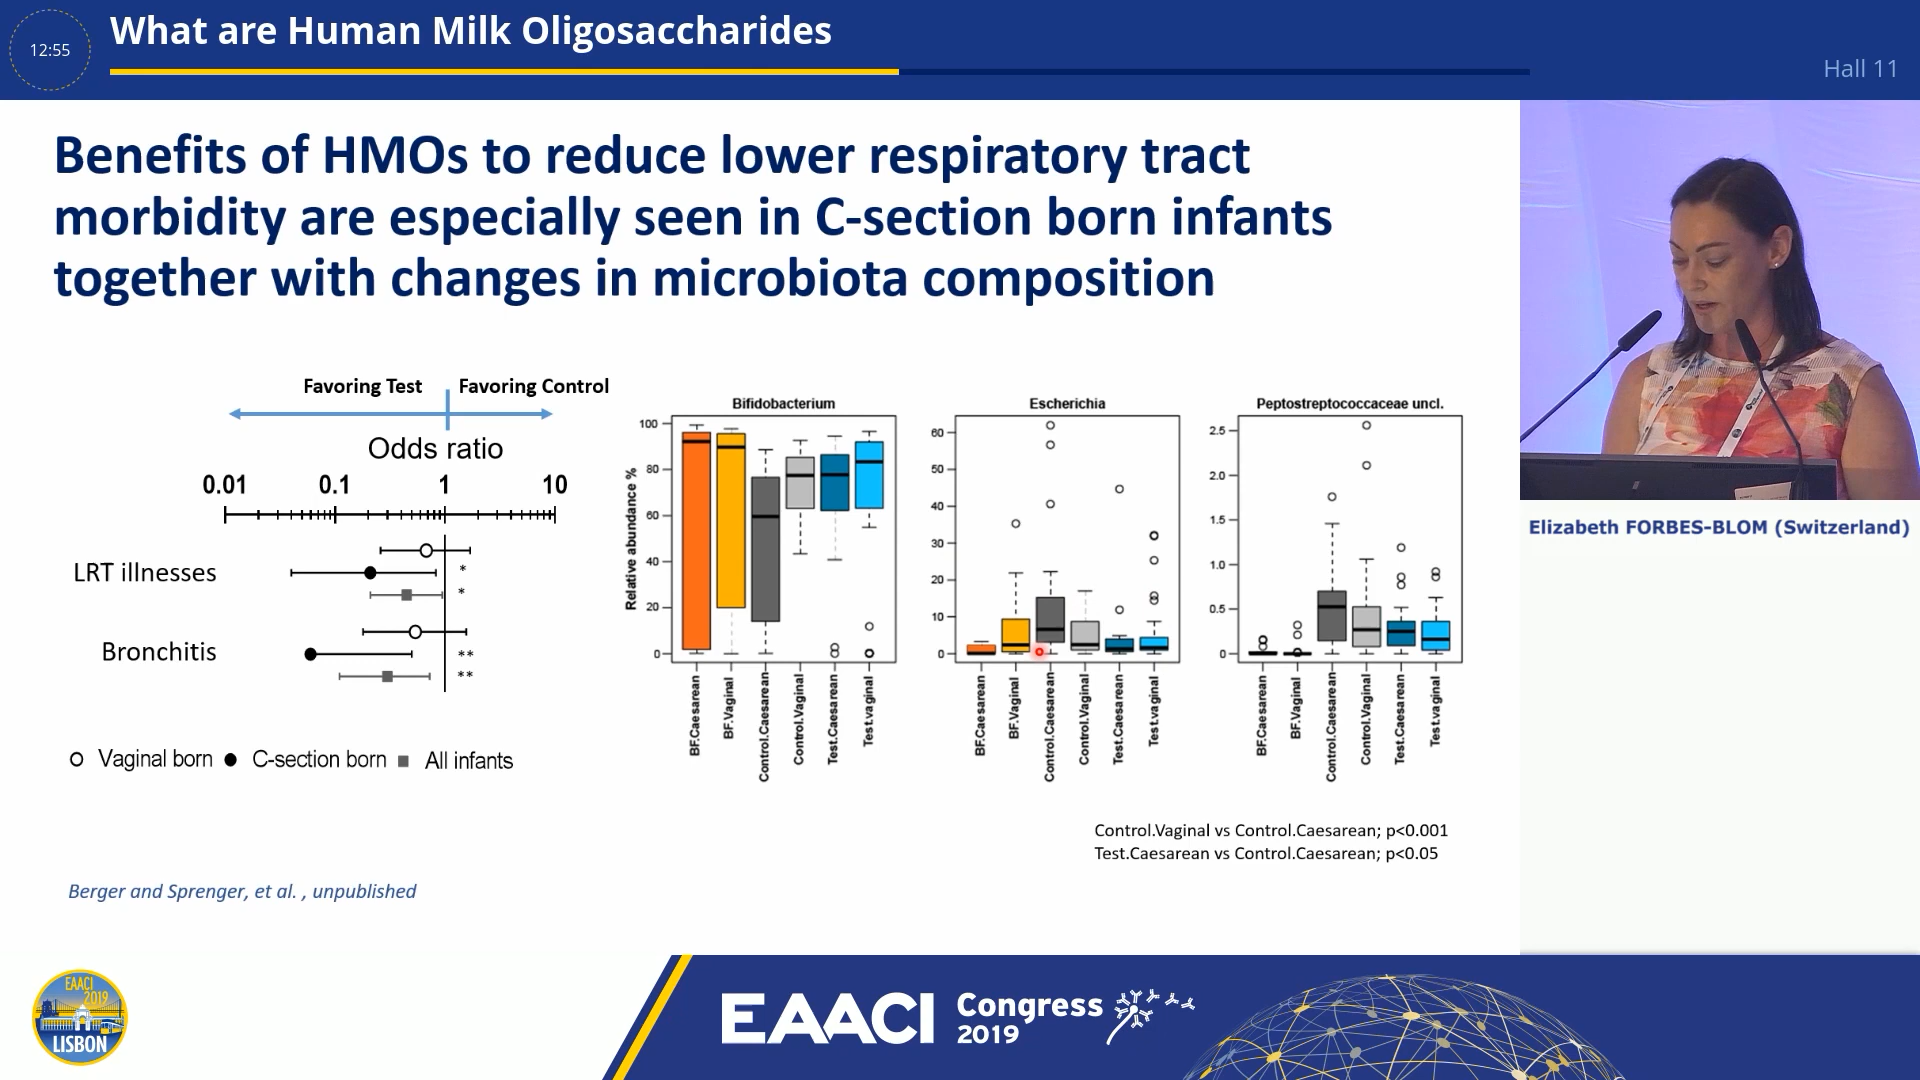 12:55
What are Human Milk Oligosaccharides
Hall 11
Benefits of HMOs to reduce lower respiratory tract
morbidity are especially seen in C-section born infants
together with changes in microbiota composition
Favoring Test
Favoring Control
Odds ratio
0.01 0.1 1 10
LRT illnesses
*
*
Bronchitis
**
**
Vaginal born C-section born All infants
Bifidobacterium
Relative abundance %
100
80
60
40
20
0
BF.Caesarean
BF.Vaginal
Control.Caesarean
Control.Vaginal
Test.Caesarean
Test.vaginal
Escherichia
60
50
40
30
20
10
0
BF.Caesarean
BF.Vaginal
Control.Caesarean
Control.Vaginal
Test.Caesarean
Test.vaginal
Peptostreptococcaceae uncl.
2.5
2.0
1.5
1.0
0.5
0
BF.Caesarean
BF.Vaginal
Control.Caesarean
Control.Vaginal
Test.Caesarean
Test.vaginal
Control.Vaginal vs Control.Caesarean; p<0.001
Test.Caesarean vs Control.Caesarean; p<0.05
Berger and Sprenger, et al. , unpublished
Elizabeth FORBES-BLOM (Switzerland)
EAACI
2019
LISBON
EAACI Congress
2019